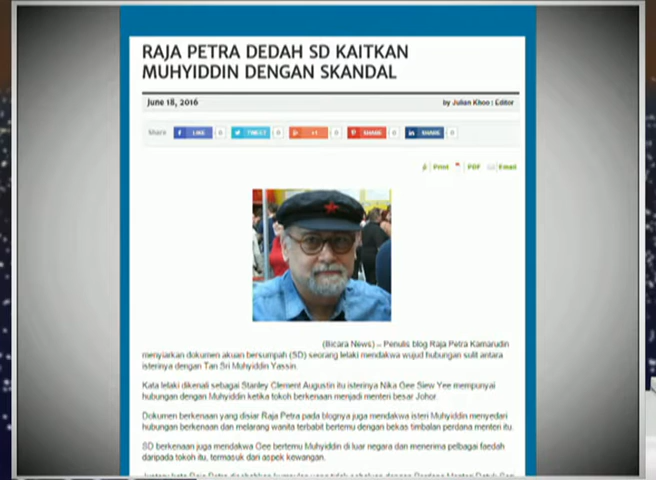 RAJA PETRA DEDAH SD KAITKAN
MUHYIDDIN DENGAN SKANDAL
June 18, 2016 by Julian Khoo : Editor
Share LIKE 0 TWEET 0 +1 0 SHARE 0 SHARE 0
Print PDF Email
(Bicara News) – Penulis blog Raja Petra Kamarudin
menyiarkan dokumen akuan bersumpah (SD) seorang lelaki mendakwa wujud hubungan sulit antara
isterinya dengan Tan Sri Muhyiddin Yassin.
Kata lelaki dikenali sebagai Stanley Clement Augustin itu isterinya Nika Gee Siew Yee mempunyai
hubungan dengan Muhyiddin ketika tokoh berkenaan menjadi menteri besar Johor.
Dokumen berkenaan yang disiar Raja Petra pada blognya juga mendakwa isteri Muhyiddin menyedari
hubungan berkenaan dan melarang wanita terbabit bertemu dengan bekas timbalan perdana menteri itu.
SD berkenaan juga mendakwa Gee bertemu Muhyiddin di luar negara dan menerima pelbagai faedah
daripada tokoh itu, termasuk dari aspek kewangan.